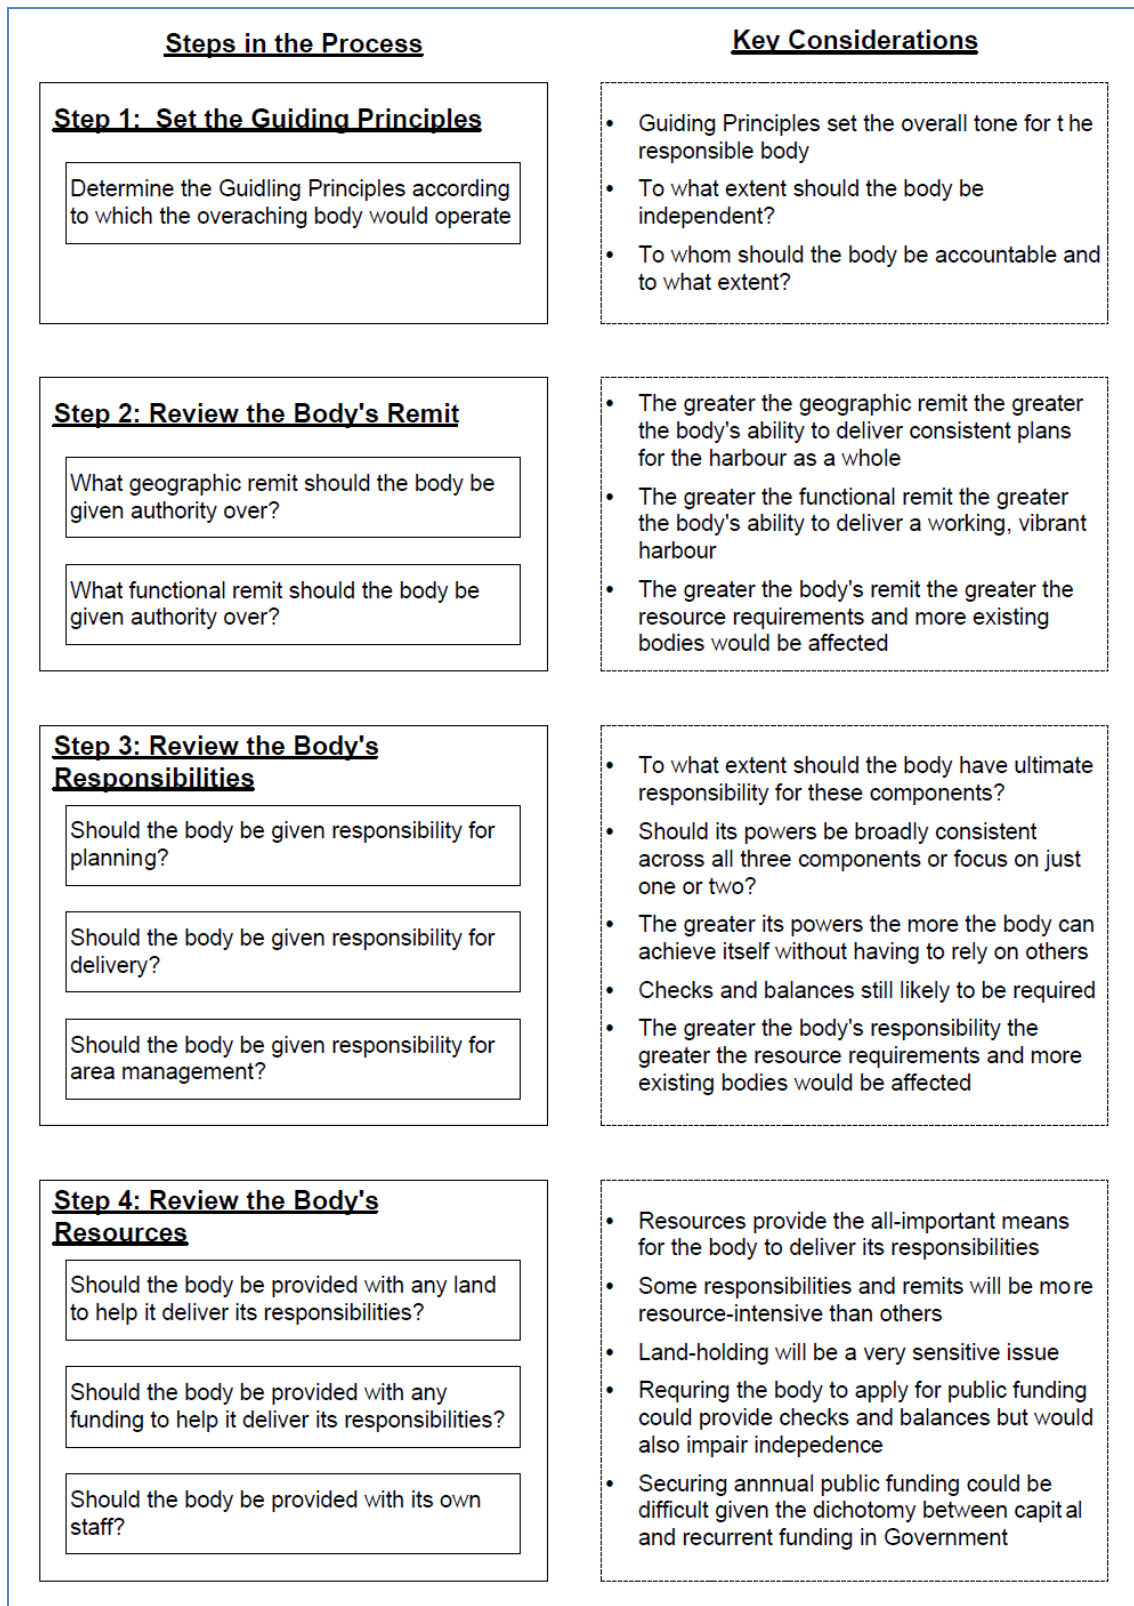 Steps in the Process
Key Considerations
Step 1:  Set the Guiding Principles
Determine the Guidling Principles according
to which the overaching body would operate
• Guiding Principles set the overall tone for t he
responsible body
• To what extent should the body be
independent?
• To whom should the body be accountable and
to what extent?
Step 2: Review the Body's Remit
What geographic remit should the body be
given authority over?
What functional remit should the body be
given authority over?
• The greater the geographic remit the greater
the body's ability to deliver consistent plans
for the harbour as a whole
• The greater the functional remit the greater
the body's ability to deliver a working, vibrant
harbour
• The greater the body's remit the greater the
resource requirements and more existing
bodies would be affected
Step 3: Review the Body's
Responsibilities
Should the body be given responsibility for
planning?
Should the body be given responsibility for
delivery?
Should the body be given responsibility for
area management?
• To what extent should the body have ultimate
responsibility for these components?
• Should its powers be broadly consistent
across all three components or focus on just
one or two?
• The greater its powers the more the body can
achieve itself without having to rely on others
• Checks and balances still likely to be required
• The greater the body's responsibility the
greater the resource requirements and more
existing bodies would be affected
Step 4: Review the Body's
Resources
Should the body be provided with any land
to help it deliver its responsibilities?
Should the body be provided with any
funding to help it deliver its responsibilities?
Should the body be provided with its own
staff?
• Resources provide the all-important means
for the body to deliver its responsibilities
• Some responsibilities and remits will be more
resource-intensive than others
• Land-holding will be a very sensitive issue
• Requring the body to apply for public funding
could provide checks and balances but would
also impair indepedence
• Securing annnual public funding could be
difficult given the dichotomy between capital
and recurrent funding in Government